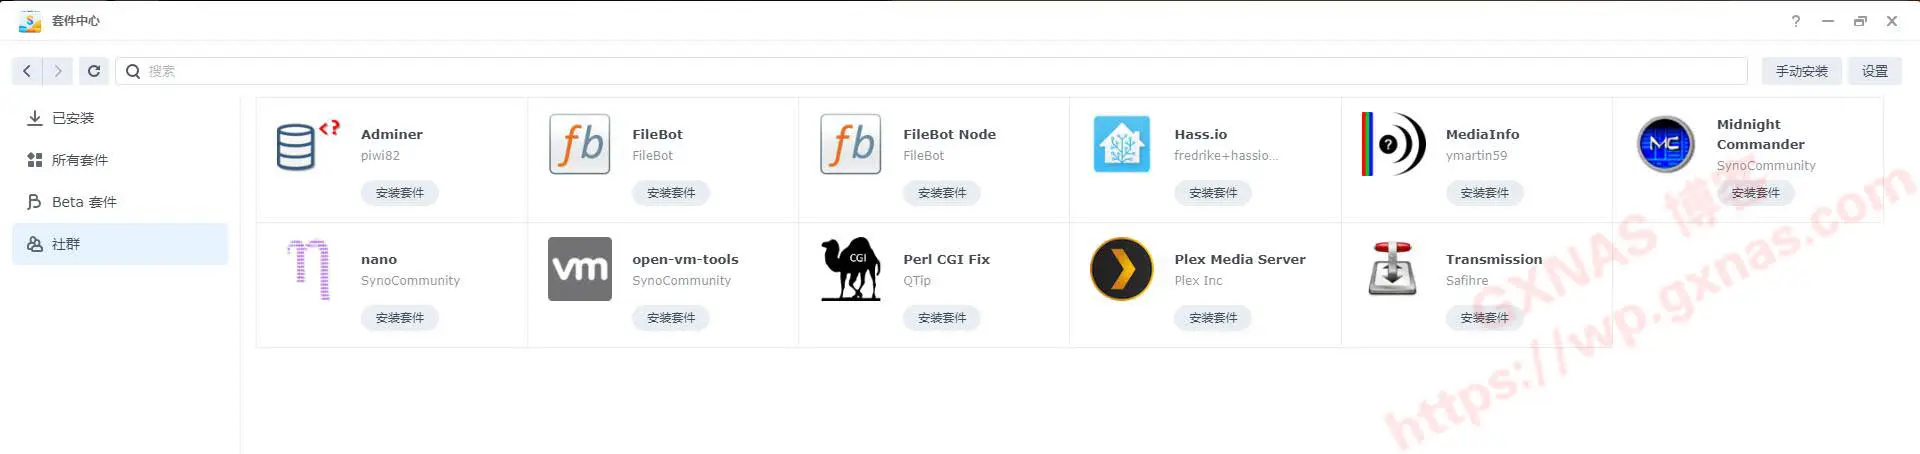 套件中心
搜索
手动安装
设置
已安装
所有套件
Beta 套件
社群
Adminer
piwi82
安装套件
FileBot
FileBot
安装套件
FileBot Node
FileBot
安装套件
Hass.io
fredrike+hassio...
安装套件
MediaInfo
ymartin59
安装套件
MC
Midnight
Commander
SynoCommunity
安装套件
nano
SynoCommunity
安装套件
vm
open-vm-tools
SynoCommunity
安装套件
CGI
Perl CGI Fix
QTip
安装套件
Plex Media Server
Plex Inc
安装套件
Transmission
Safihre
安装套件
GXNAS 博客
https://wp.gxnas.com